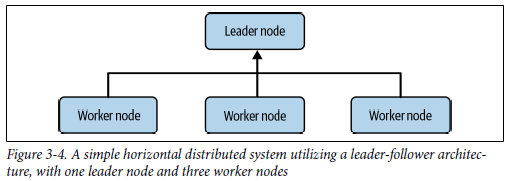 Leader node
Worker node Worker node Worker node
Figure 3-4. A simple horizontal distributed system utilizing a leader-follower architec-
ture, with one leader node and three worker nodes